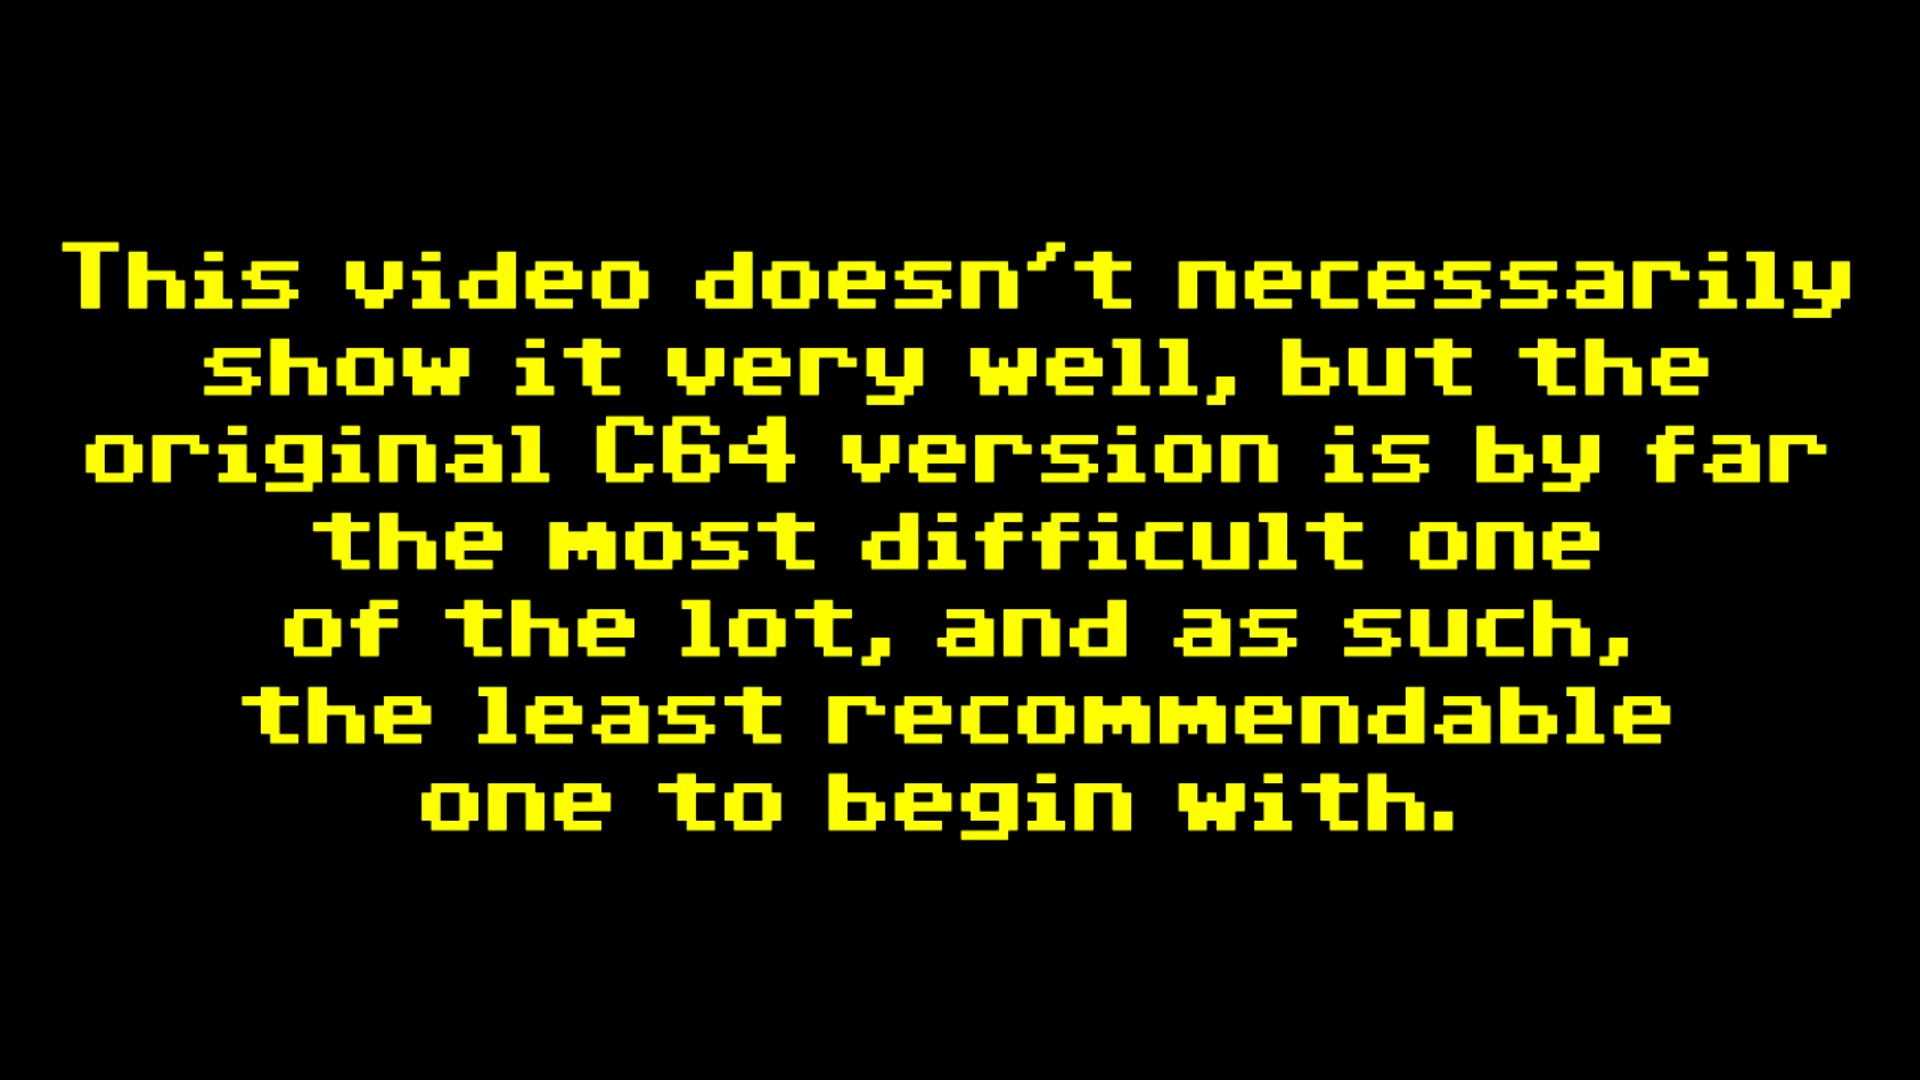 This video doesn't necessarily
show it very well, but the
original C64 version is by far
the most difficult one
of the lot, and as such,
the least recommendable
one to begin with.